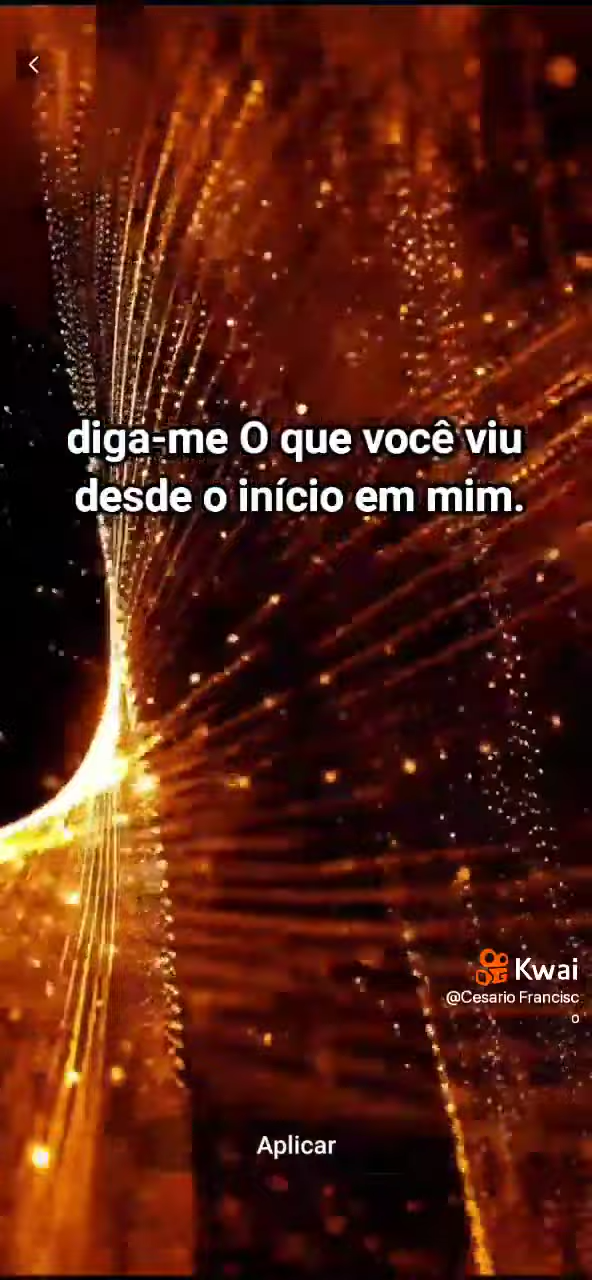 diga-me O que você viu
desde o início em mim.
Kwai
@Cesario Francisc
o
Aplicar